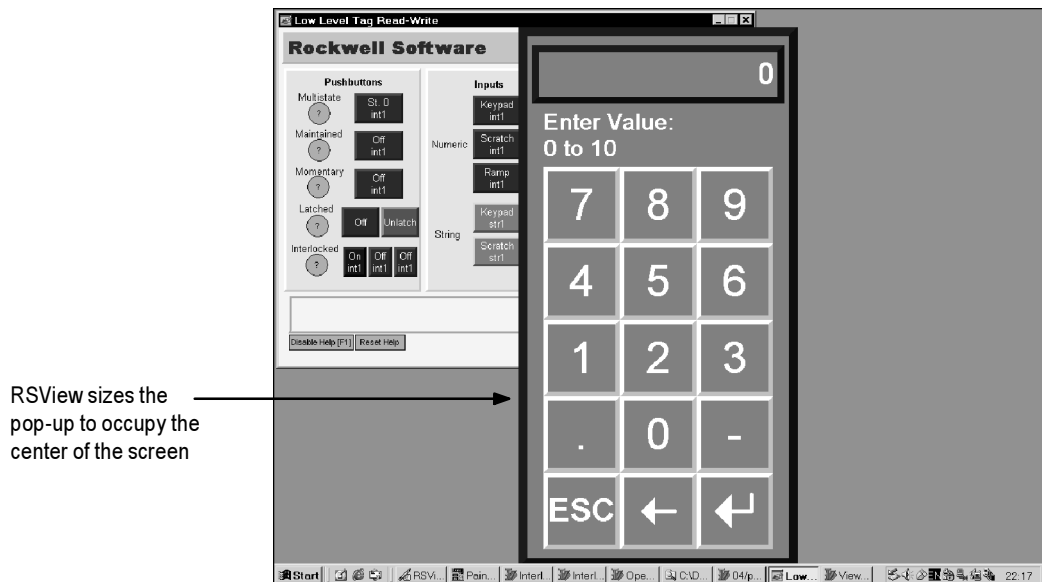 Low Level Tag Read-Write
Rockwell Software
Pushbuttons
Multistate
?
St. 0
int1
Maintained
?
Off
int1
Momentary
?
Off
int1
Latched
?
Off
Unlatch
Interlocked
?
On
int1
Off
int1
Off
int1
Inputs
Numeric
Keypad
int1
Scratch
int1
Ramp
int1
String
Keypad
str1
Scratch
str1
Disable Help [F1]
Reset Help
0
Enter Value:
0 to 10
7 8 9
4 5 6
1 2 3
. 0 -
ESC
RSView sizes the
pop-up to occupy the
center of the screen
Start RSVi... Pain... Interl... Interl... Ope... C:\D... 04/p... Low... View... 22:17